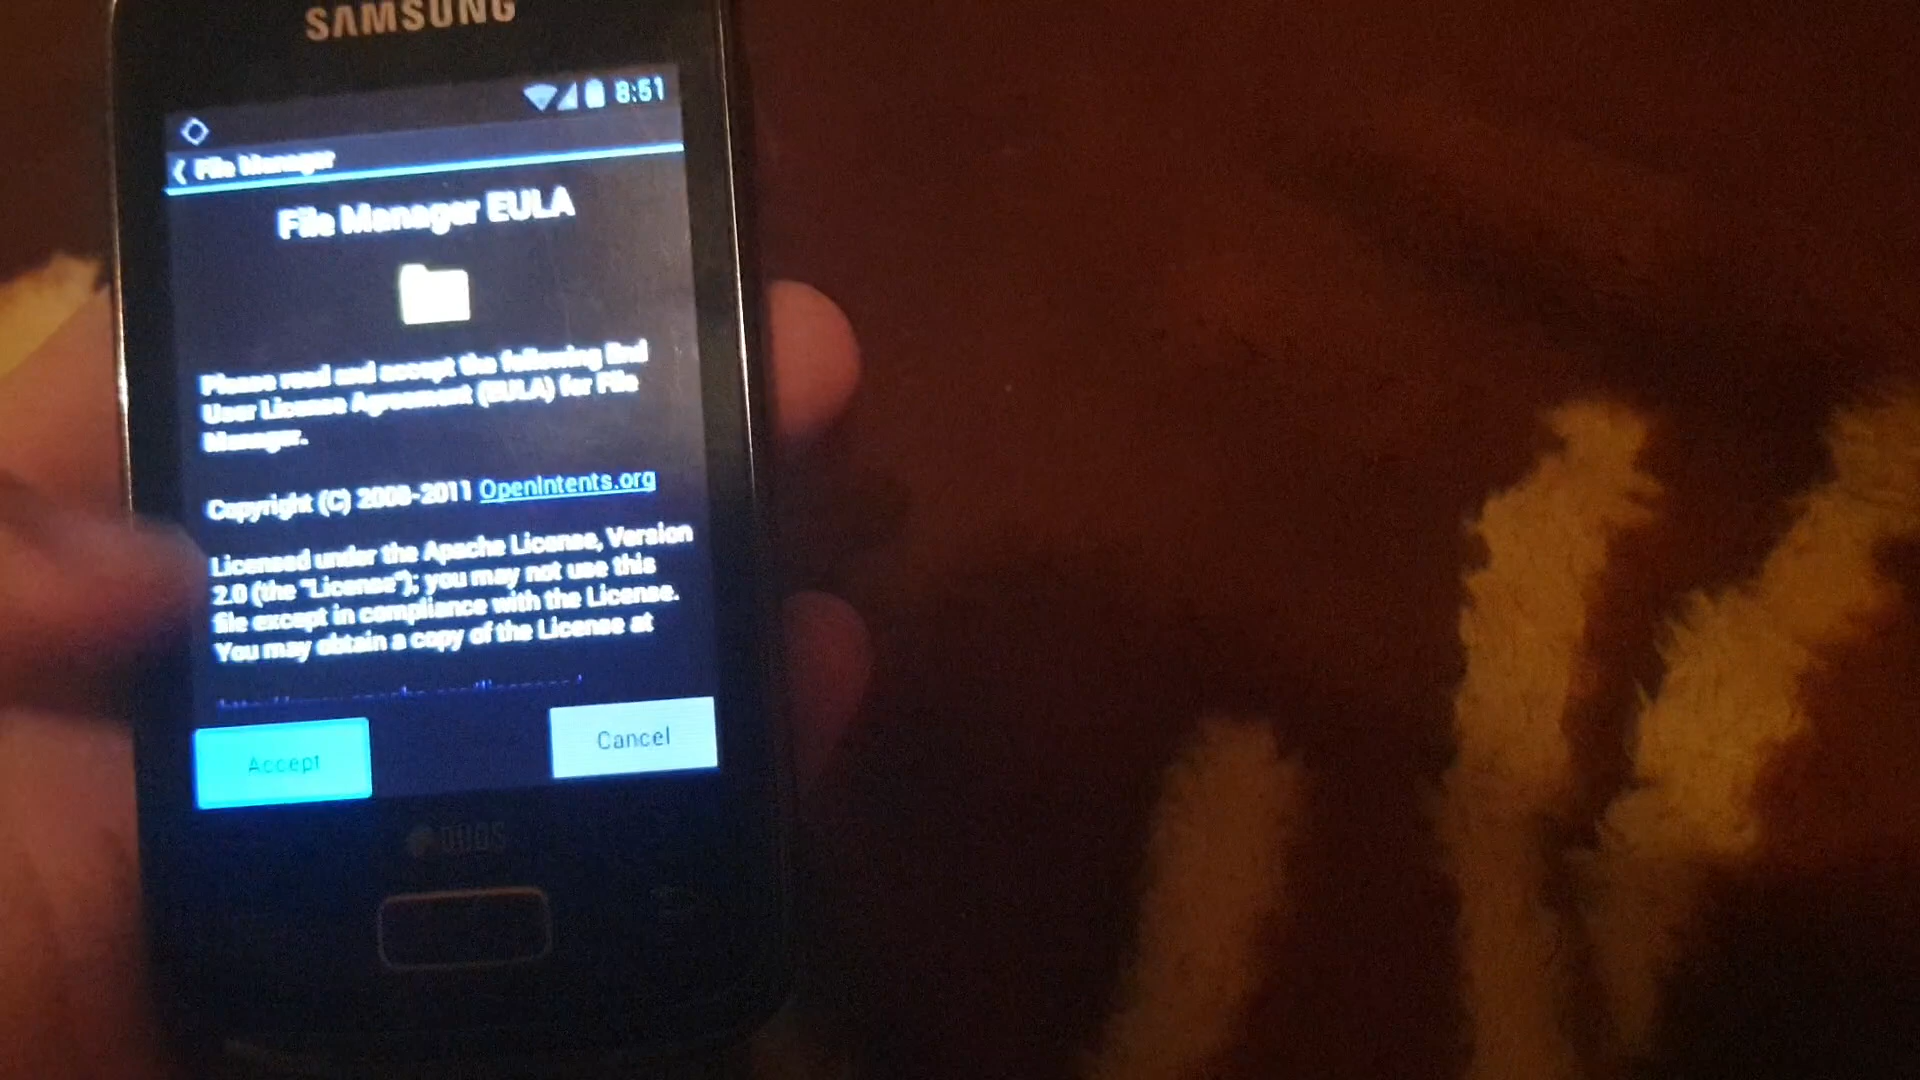 SAMSUNG
8:51
File Manager
File Manager EULA
Please read and accept the following End
User License Agreement (EULA) for File
Manager.
Copyright (C) 2008-2011 OpenIntents.org
Licensed under the Apache License, Version
2.0 (the "License"); you may not use this
file except in compliance with the License.
You may obtain a copy of the License at
Accept
Cancel
DUOS